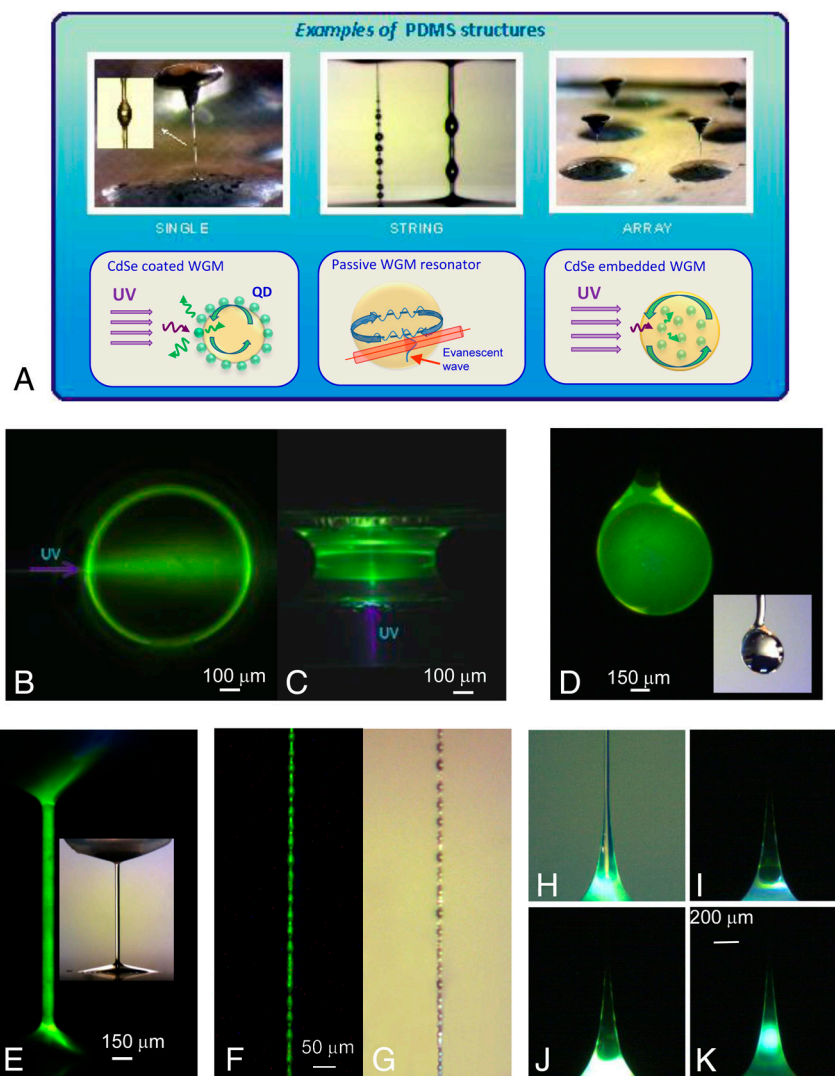 Examples of PDMS structures
SINGLE
STRING
ARRAY
CdSe coated WGM
UV
QD
Passive WGM resonator
Evanescent
wave
CdSe embedded WGM
UV
A
UV
B
100 μm
UV
C
100 μm
D
150 μm
E
150 μm
F
50 μm
G
H
I
J
200 μm
K